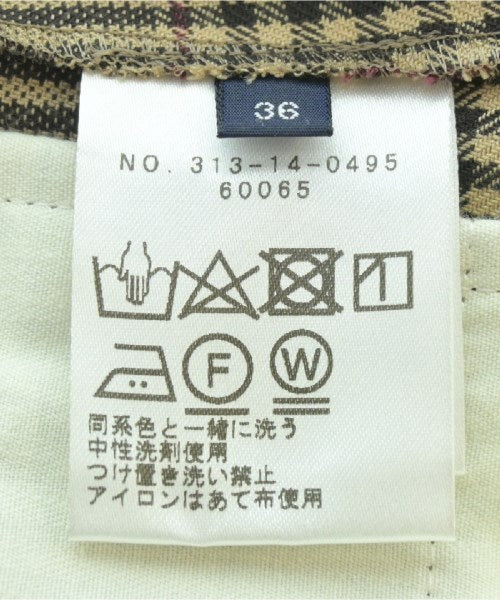 36
NO. 313-14-0495
60065
F
W
同系色と一緒に洗う
中性洗剤使用
つけ置き洗い禁止
アイロンはあて布使用